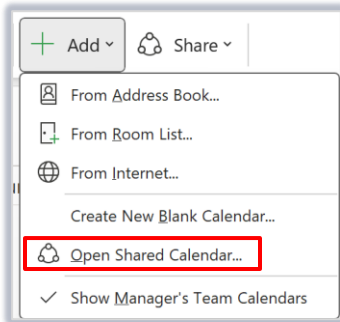 Add Share
From Address Book...
From Room List...
From Internet...
Create New Blank Calendar...
Open Shared Calendar...
Show Manager's Team Calendars